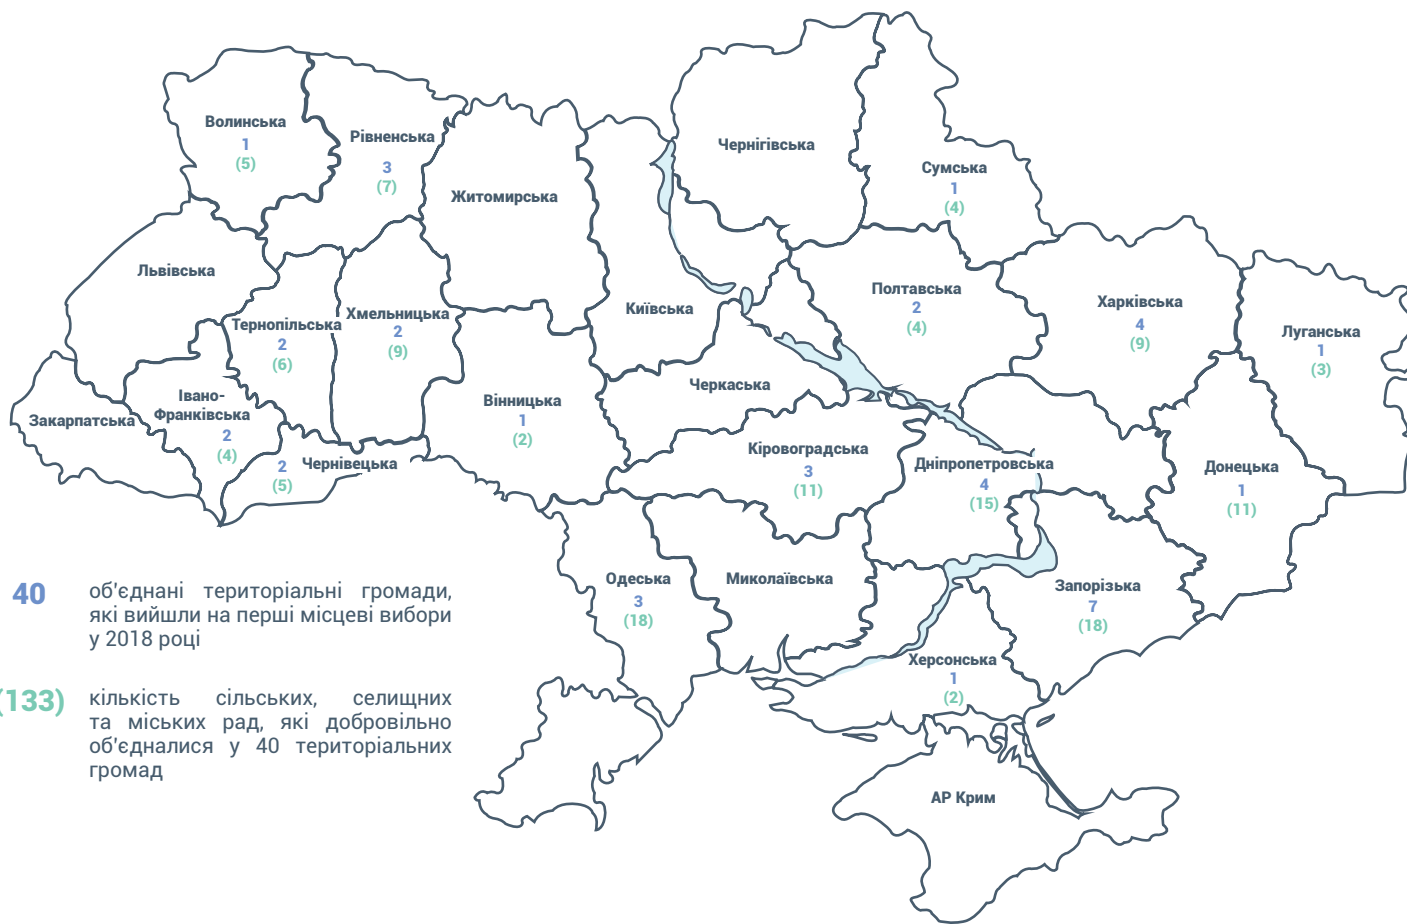 Волинська
1
(5)
Рівненська
3
(7)
Житомирська
Чернігівська
Сумська
1
(4)
Львівська
Тернопільська
2
(6)
Хмельницька
2
(9)
Київська
Полтавська
2
(4)
Харківська
4
(9)
Луганська
1
(3)
Закарпатська
Івано-
Франківська
2
(4)
2
(5)
Чернівецька
Вінницька
1
(2)
Черкаська
Кіровоградська
3
(11)
Дніпропетровська
4
(15)
Донецька
1
(11)
Одеська
3
(18)
Миколаївська
Запорізька
7
(18)
Херсонська
1
(2)
АР Крим
40
об'єднані територіальні громади,
які вийшли на перші місцеві вибори
у 2018 році
(133)
кількість сільських, селищних
та міських рад, які добровільно
об'єдналися у 40 територіальних
громад